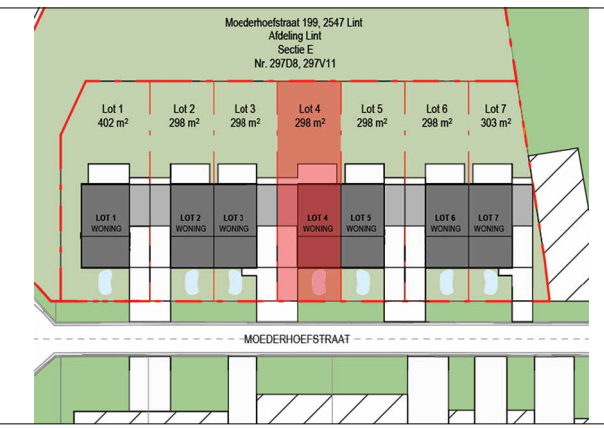 Moederhoefstraat 199, 2547 Lint
Afdeling Lint
Sectie E
Nr. 297D8, 297V11
Lot 1
402 m²
Lot 2
298 m²
Lot 3
298 m²
Lot 4
298 m²
Lot 5
298 m²
Lot 6
298 m²
Lot 7
303 m²
LOT 1
WONING
LOT 2
WONING
LOT 3
WONING
LOT 4
WONING
LOT 5
WONING
LOT 6
WONING
LOT 7
WONING
MOEDERHOEFSTRAAT